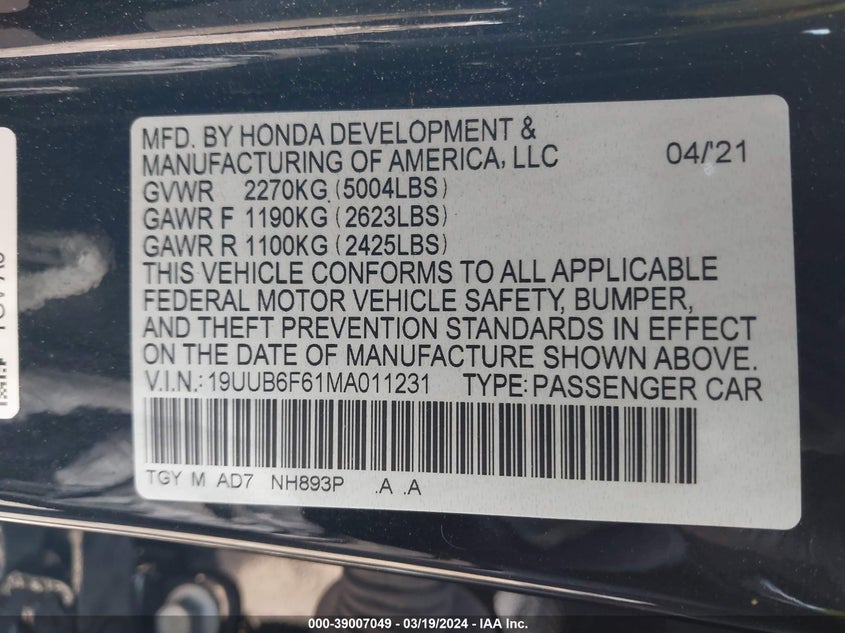 MFD. BY HONDA DEVELOPMENT &
MANUFACTURING OF AMERICA, LLC 04/'21
GVWR 2270KG (5004LBS)
GAWR F 1190KG (2623LBS)
GAWR R 1100KG (2425LBS)
THIS VEHICLE CONFORMS TO ALL APPLICABLE
FEDERAL MOTOR VEHICLE SAFETY, BUMPER,
AND THEFT PREVENTION STANDARDS IN EFFECT
ON THE DATE OF MANUFACTURE SHOWN ABOVE.
V.I.N.: 19UUB6F61MA011231 TYPE: PASSENGER CAR
TGY M AD7 NH893P .A .A
000-39007049 - 03/19/2024 - IAA Inc.